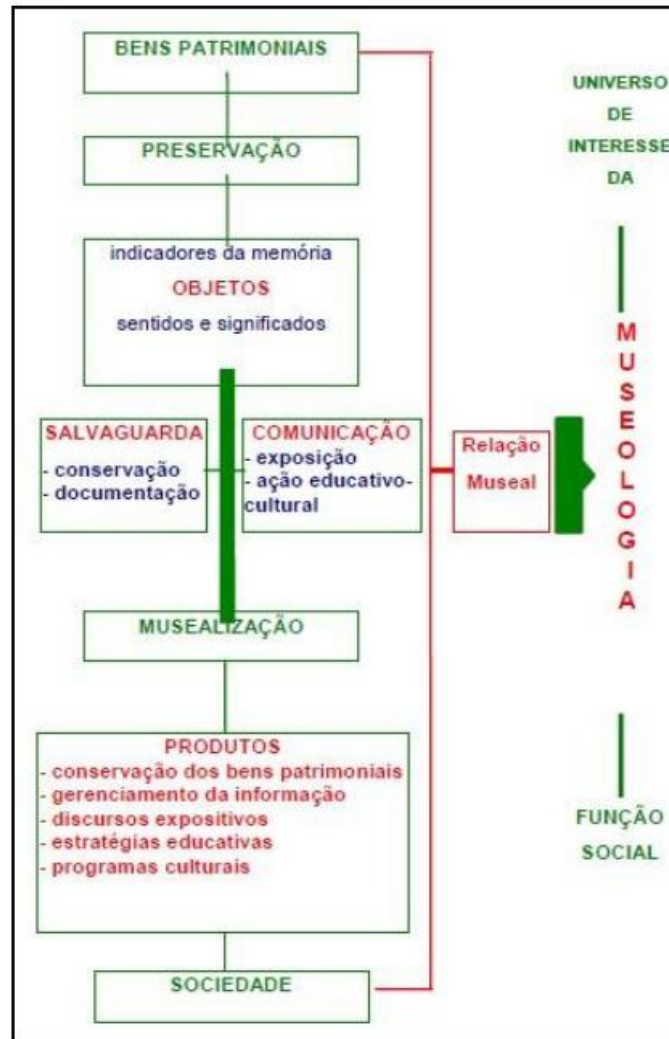 BENS PATRIMONIAIS
PRESERVAÇÃO
indicadores da memória
OBJETOS
sentidos e significados
SALVAGUARDA
- conservação
- documentação
COMUNICAÇÃO
- exposição
- ação educativo-
cultural
MUSEALIZAÇÃO
PRODUTOS
- conservação dos bens patrimoniais
- gerenciamento da informação
- discursos expositivos
- estratégias educativas
- programas culturais
SOCIEDADE
Relação
Museal
UNIVERSO
DE
INTERESSE
DA
M
U
S
E
O
L
O
G
I
A
FUNÇÃO
SOCIAL